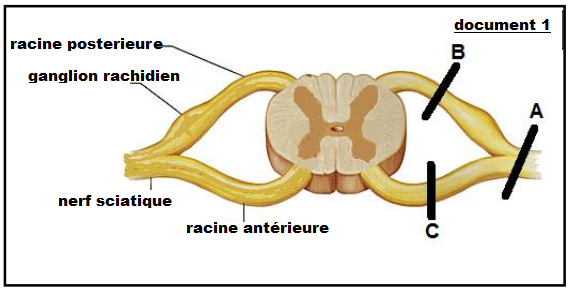 document 1
racine posterieure
ganglion rachidien
B
A
nerf sciatique
racine antérieure
C